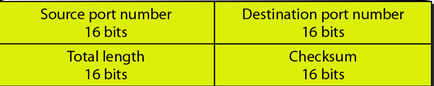 Source port number
16 bits
Destination port number
16 bits
Total length
16 bits
Checksum
16 bits